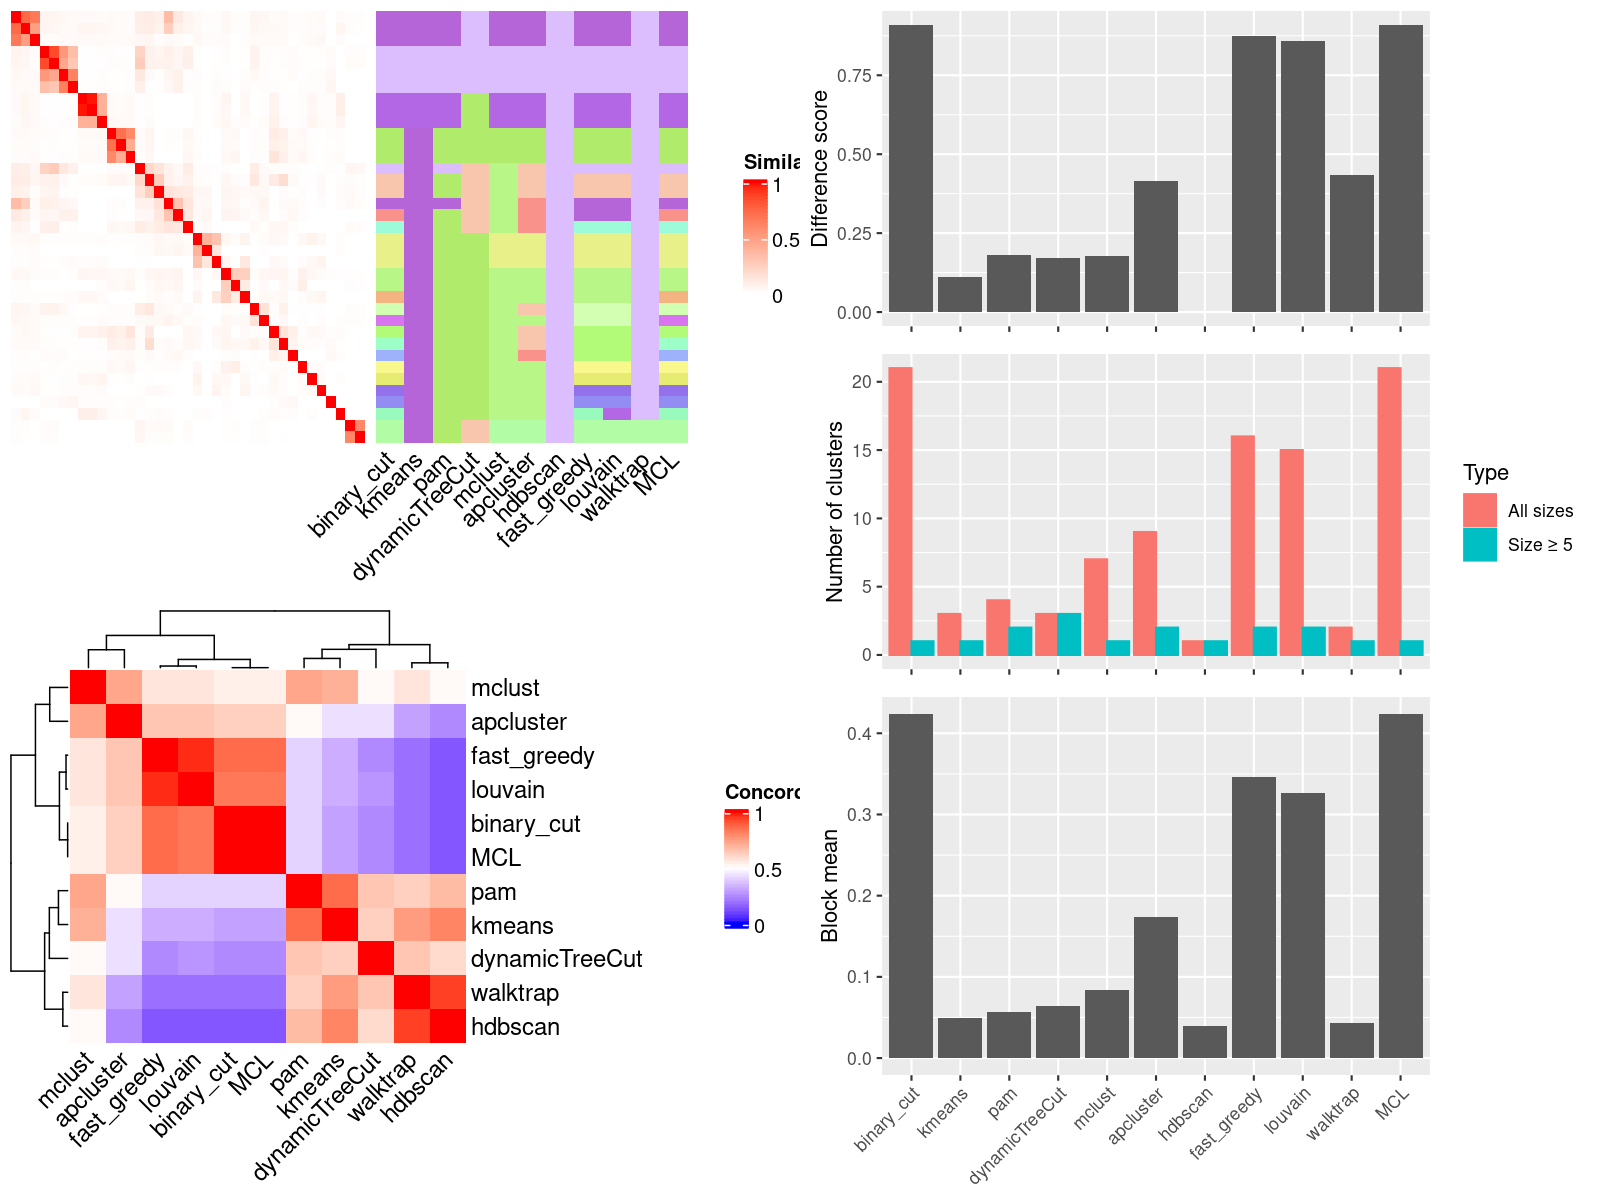 Simila
1
0.5
0
binary_cut
kmeans
pam
dynamicTreeCut
mclust
apcluster
hdbscan
fast_greedy
louvain
walktrap
MCL
mclust
apcluster
fast_greedy
louvain
binary_cut
MCL
pam
kmeans
dynamicTreeCut
walktrap
hdbscan
mclust
apcluster
fast_greedy
louvain
binary_cut
MCL
pam
kmeans
dynamicTreeCut
walktrap
hdbscan
Concord
1
0.5
0
Difference score
0.75
0.50
0.25
0.00
Number of clusters
20
15
10
5
0
Type
All sizes
Size ≥ 5
Block mean
0.4
0.3
0.2
0.1
0.0
binary_cut
kmeans
pam
dynamicTreeCut
mclust
apcluster
hdbscan
fast_greedy
louvain
walktrap
MCL